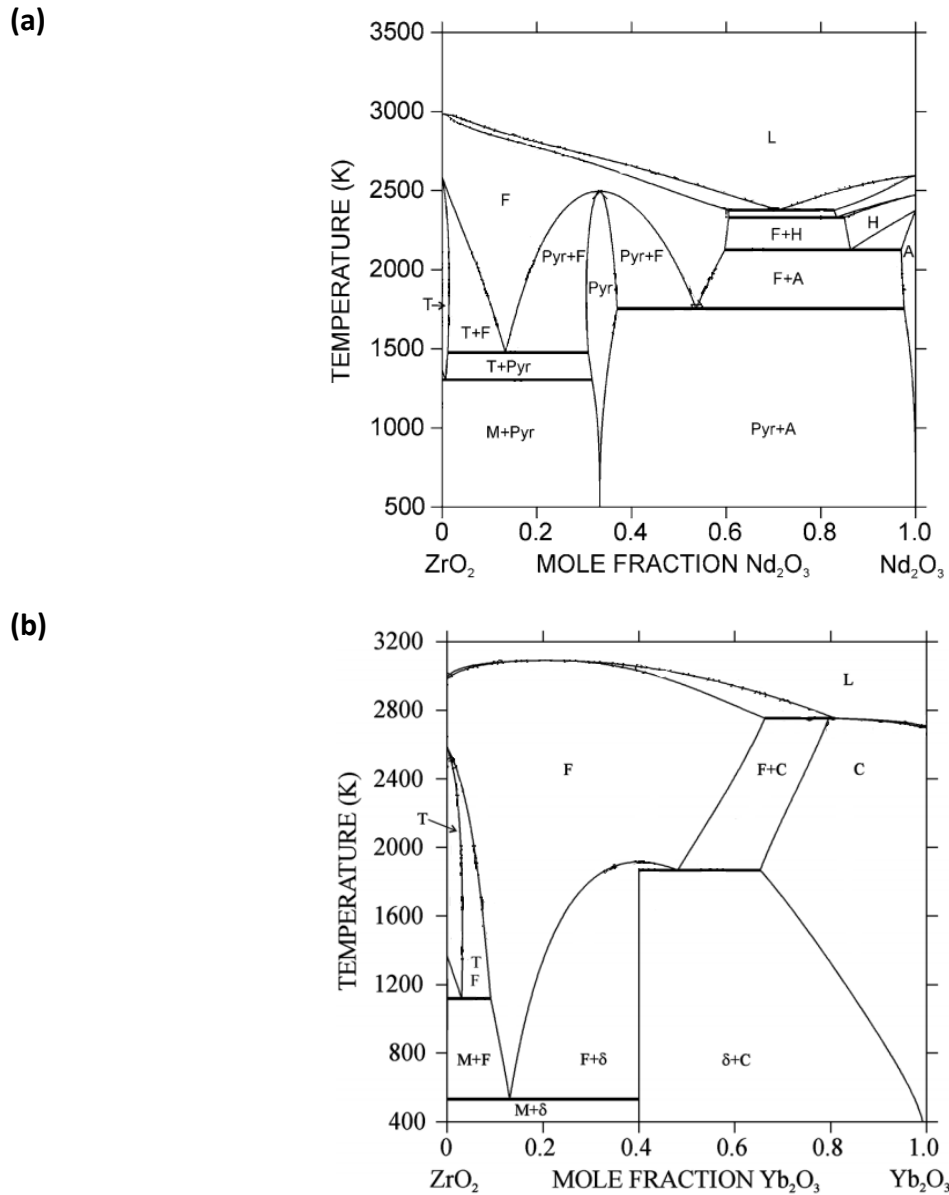 (a)
3500
3000
2500
2000
1500
1000
500
TEMPERATURE (K)
L
F
H
F+H
A
Pyr+F
Pyr+F
F+A
Pyr
T
T+F
T+Pyr
M+Pyr
Pyr+A
0 0.2 0.4 0.6 0.8 1.0
ZrO₂ MOLE FRACTION Nd₂O₃ Nd₂O₃
(b)
3200
2800
2400
2000
1600
1200
800
400
TEMPERATURE (K)
L
F
F+C
C
T
T
F
M+F
F+δ
δ+C
M+δ
0 0.2 0.4 0.6 0.8 1.0
ZrO₂ MOLE FRACTION Yb₂O₃ Yb₂O₃